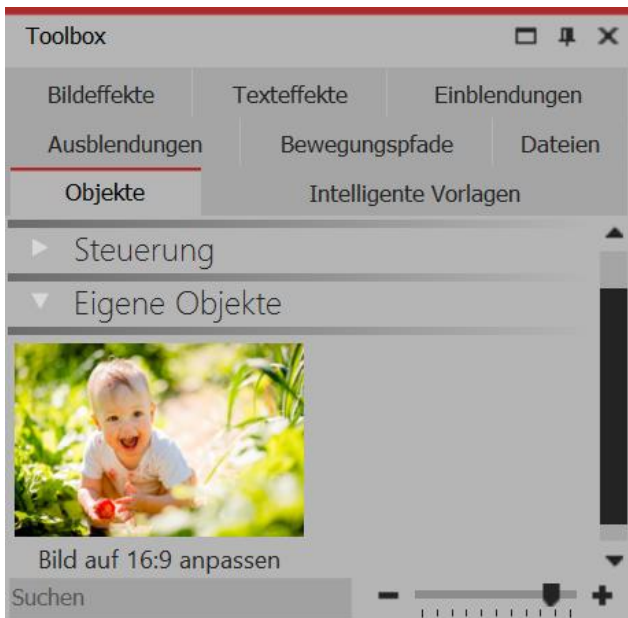 Toolbox
Bildeffekte Texteffekte Einblendungen
Ausblendungen Bewegungspfade Dateien
Objekte Intelligente Vorlagen
Steuerung
Eigene Objekte
Bild auf 16:9 anpassen
Suchen